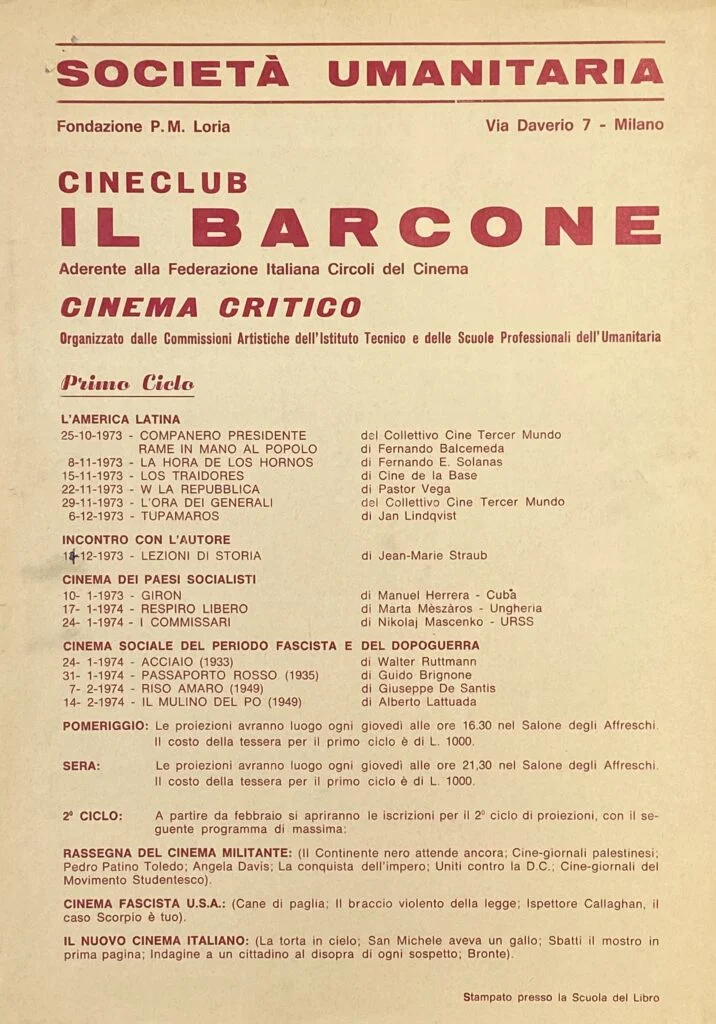 SOCIETÀ UMANITARIA
Fondazione P. M. Loria Via Daverio 7 - Milano
CINECLUB
IL BARCONE
Aderente alla Federazione Italiana Circoli del Cinema
CINEMA CRITICO
Organizzato dalle Commissioni Artistiche dell'Istituto Tecnico e delle Scuole Professionali dell'Umanitaria
Primo Ciclo
L'AMERICA LATINA
25-10-1973 - COMPANERO PRESIDENTE del Collettivo Cine Tercer Mundo
RAME IN MANO AL POPOLO di Fernando Balcemeda
8-11-1973 - LA HORA DE LOS HORNOS di Fernando E. Solanas
15-11-1973 - LOS TRAIDORES di Cine de la Base
22-11-1973 - W LA REPUBBLICA di Pastor Vega
29-11-1973 - L'ORA DEI GENERALI del Collettivo Cine Tercer Mundo
6-12-1973 - TUPAMAROS di Jan Lindqvist
INCONTRO CON L'AUTORE
-12-1973 - LEZIONI DI STORIA di Jean-Marie Straub
CINEMA DEI PAESI SOCIALISTI
10- 1-1973 - GIRON di Manuel Herrera - Cuba
17- 1-1974 - RESPIRO LIBERO di Marta Mèszàros - Ungheria
24- 1-1974 - I COMMISSARI di Nikolaj Mascenko - URSS
CINEMA SOCIALE DEL PERIODO FASCISTA E DEL DOPOGUERRA
24- 1-1974 - ACCIAIO (1933) di Walter Ruttmann
31- 1-1974 - PASSAPORTO ROSSO (1935) di Guido Brignone
7- 2-1974 - RISO AMARO (1949) di Giuseppe De Santis
14- 2-1974 - IL MULINO DEL PO (1949) di Alberto Lattuada
POMERIGGIO: Le proiezioni avranno luogo ogni giovedì alle ore 16.30 nel Salone degli Affreschi.
Il costo della tessera per il primo ciclo è di L. 1000.
SERA: Le proiezioni avranno luogo ogni giovedì alle ore 21,30 nel Salone degli Affreschi.
Il costo della tessera per il primo ciclo è di L. 1000.
2º CICLO: A partire da febbraio si apriranno le iscrizioni per il 2º ciclo di proiezioni, con il se-
guente programma di massima:
RASSEGNA DEL CINEMA MILITANTE: (Il Continente nero attende ancora; Cine-giornali palestinesi;
Pedro Patino Toledo; Angela Davis; La conquista dell'impero; Uniti contro la D.C.; Cine-giornali del
Movimento Studentesco).
CINEMA FASCISTA U.S.A.: (Cane di paglia; Il braccio violento della legge; Ispettore Callaghan, il
caso Scorpio è tuo).
IL NUOVO CINEMA ITALIANO: (La torta in cielo; San Michele aveva un gallo; Sbatti il mostro in
prima pagina; Indagine a un cittadino al disopra di ogni sospetto; Bronte).
Stampato presso la Scuola del Libro